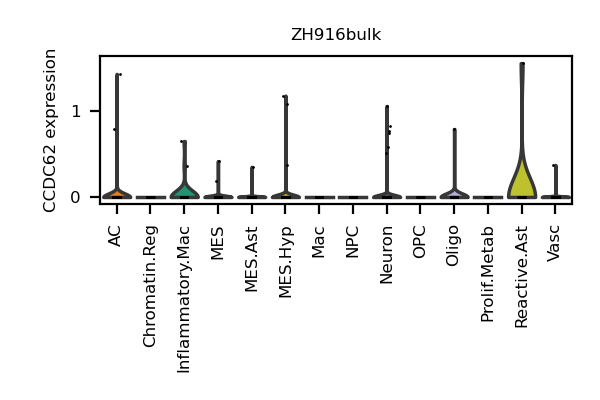 ZH916bulk
CCDC62 expression
1
0
AC
Chromatin.Reg
Inflammatory.Mac
MES
MES.Ast
MES.Hyp
Mac
NPC
Neuron
OPC
Oligo
Prolif.Metab
Reactive.Ast
Vasc